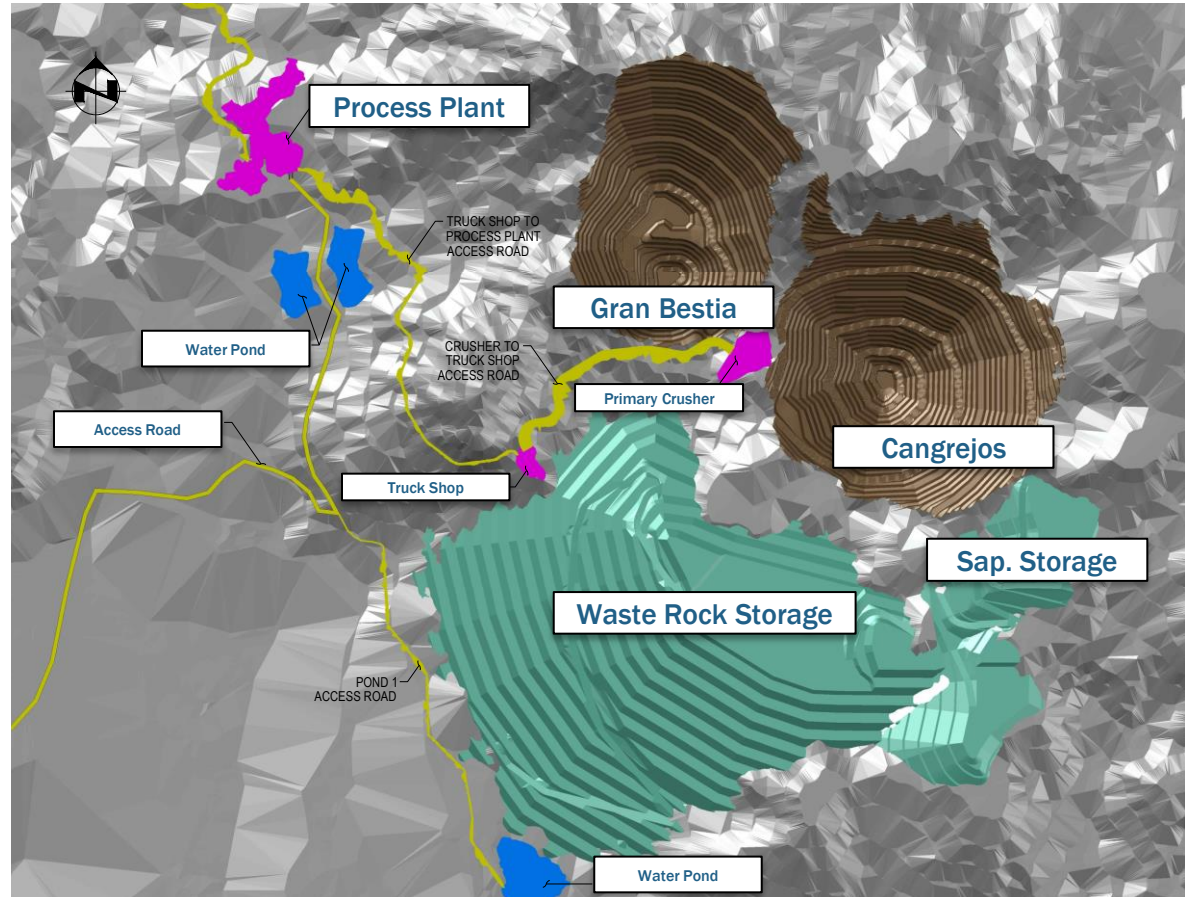 N
Process Plant
TRUCK SHOP TO
PROCESS PLANT
ACCESS ROAD
Gran Bestia
Water Pond
CRUSHER TO
TRUCK SHOP
ACCESS ROAD
Primary Crusher
Access Road
Cangrejos
Truck Shop
Sap. Storage
Waste Rock Storage
POND 1
ACCESS ROAD
Water Pond